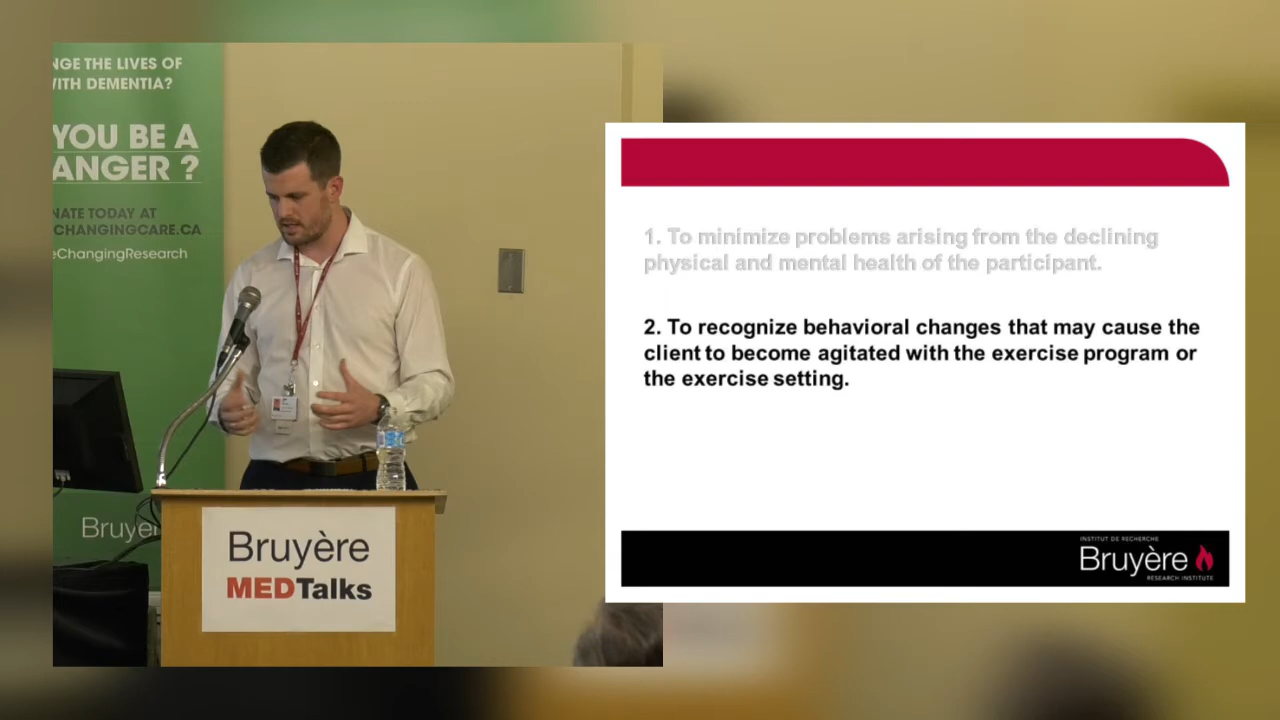 NGE THE LIVES OF
WITH DEMENTIA?
YOU BE A
ANGER ?
NATE TODAY AT
CHANGINGCARE.CA
eChangingResearch
Bruyè
Bruyère
MEDTalks
1. To minimize problems arising from the declining
physical and mental health of the participant.
2. To recognize behavioral changes that may cause the
client to become agitated with the exercise program or
the exercise setting.
INSTITUT DE RECHERCHE
Bruyère
RESEARCH INSTITUTE